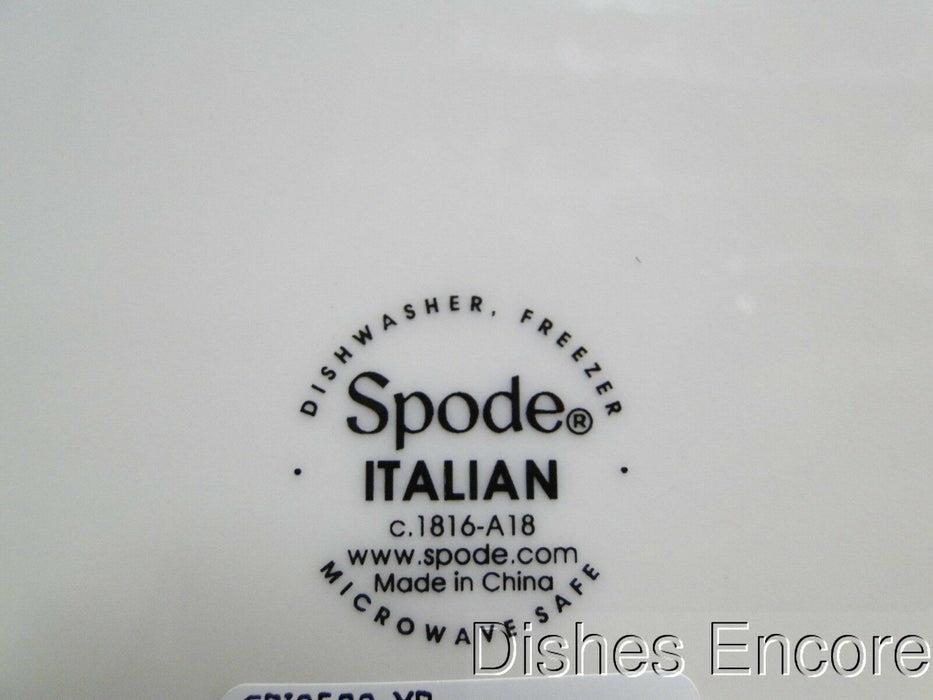 DISHWASHER, FREEZER
Spode®
ITALIAN
c.1816-A18
www.spode.com
Made in China
MICROWAVE SAFE
Dishes Encore